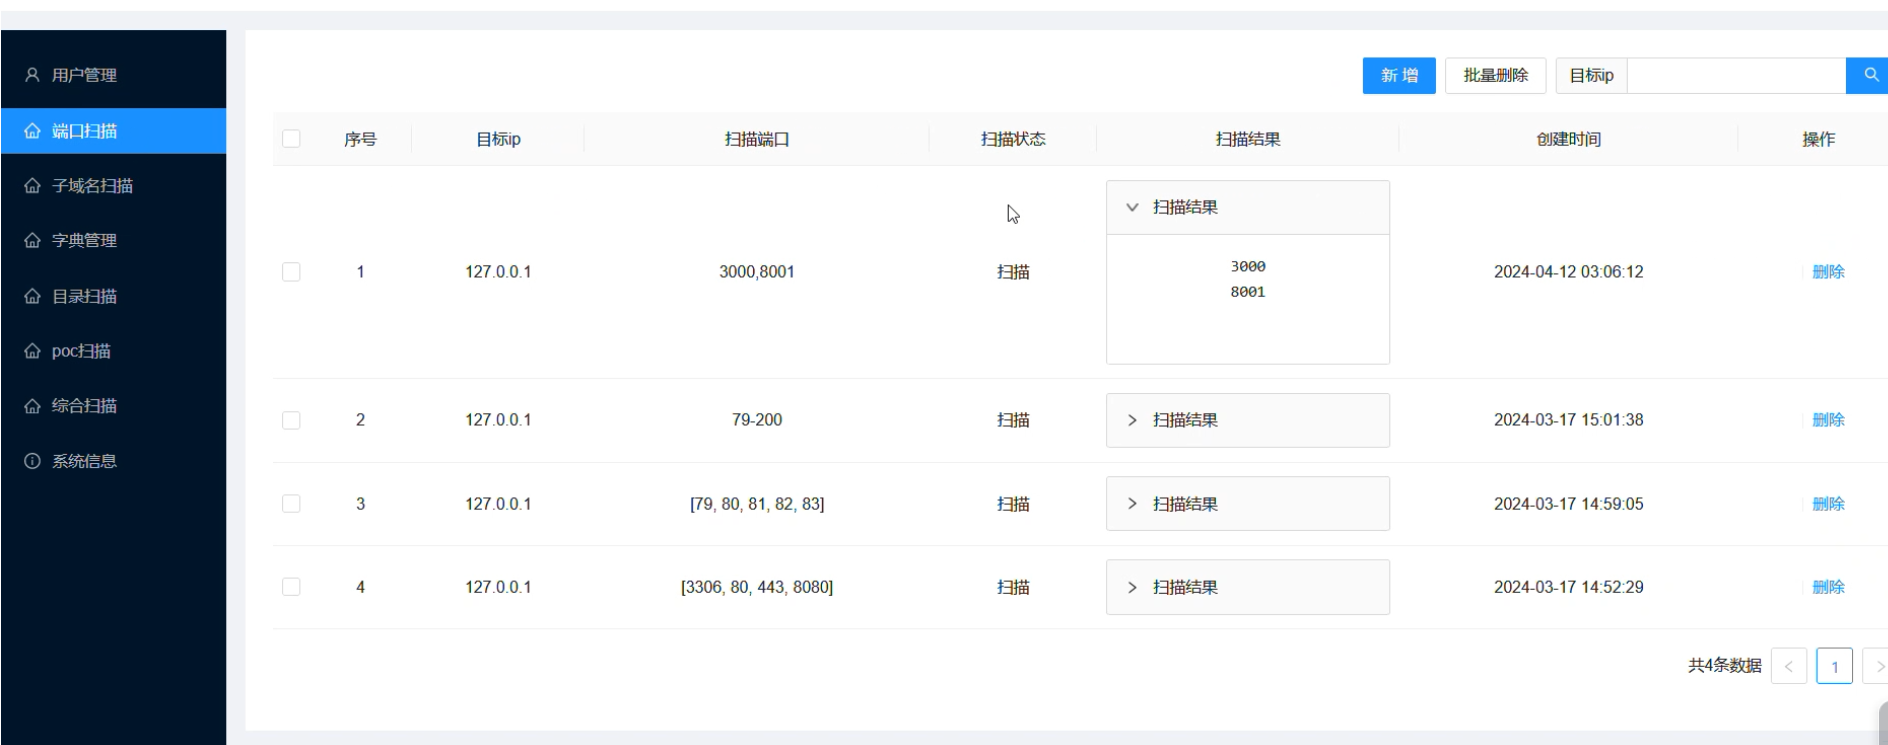 用户管理
端口扫描
子域名扫描
字典管理
目录扫描
poc扫描
综合扫描
系统信息
新 增 批量删除 目标ip
序号 目标ip 扫描端口 扫描状态 扫描结果 创建时间 操作
扫描结果
1 127.0.0.1 3000,8001 扫描 3000 2024-04-12 03:06:12 删除
8001
2 127.0.0.1 79-200 扫描 扫描结果 2024-03-17 15:01:38 删除
3 127.0.0.1 [79, 80, 81, 82, 83] 扫描 扫描结果 2024-03-17 14:59:05 删除
4 127.0.0.1 [3306, 80, 443, 8080] 扫描 扫描结果 2024-03-17 14:52:29 删除
共4条数据 < 1 >